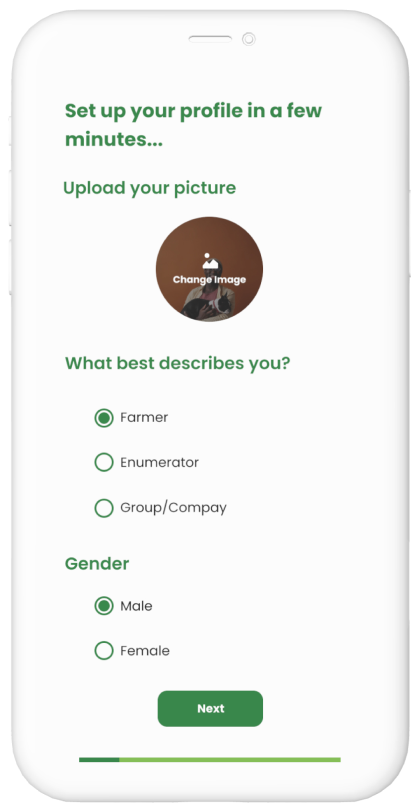 Set up your profile in a few
minutes...
Upload your picture
Change Image
What best describes you?
Farmer
Enumerator
Group/Compay
Gender
Male
Female
Next